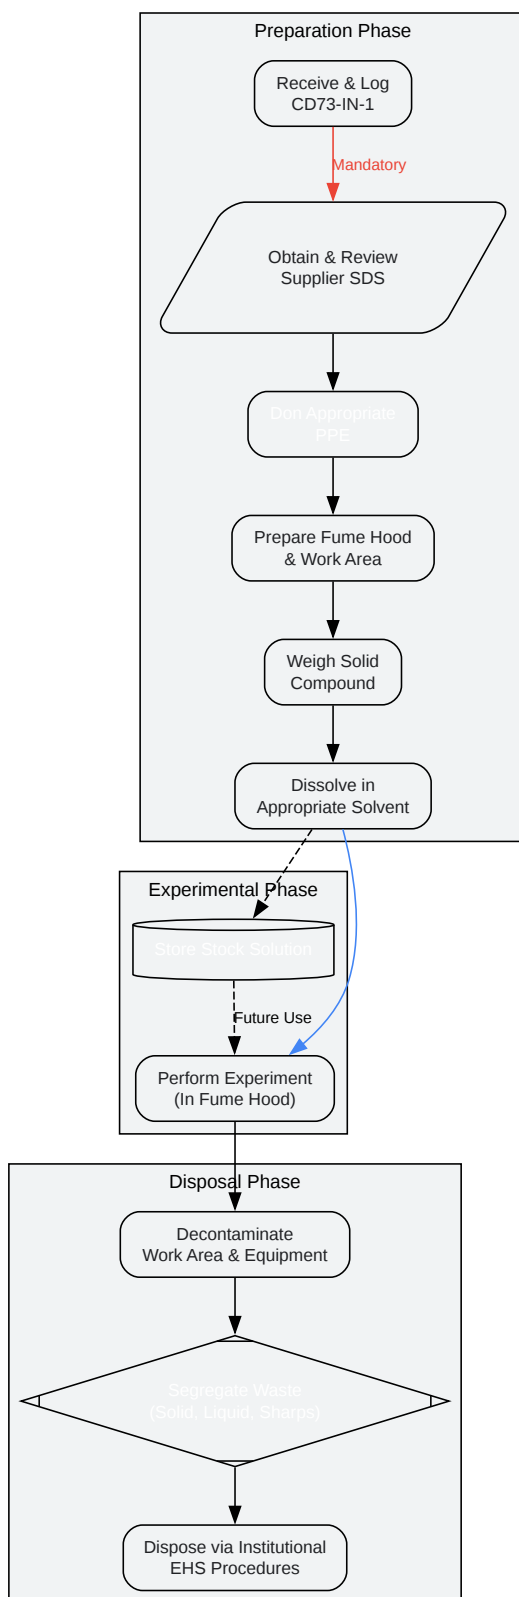 Preparation Phase
Receive & Log
CD73-IN-1
Mandatory
Obtain & Review
Supplier SDS
Don Appropriate
PPE
Prepare Fume Hood
& Work Area
Weigh Solid
Compound
Dissolve in
Appropriate Solvent
Experimental Phase
Store Stock Solution
Future Use
Perform Experiment
(In Fume Hood)
Disposal Phase
Decontaminate
Work Area & Equipment
Segregate Waste
(Solid, Liquid, Sharps)
Dispose via Institutional
EHS Procedures